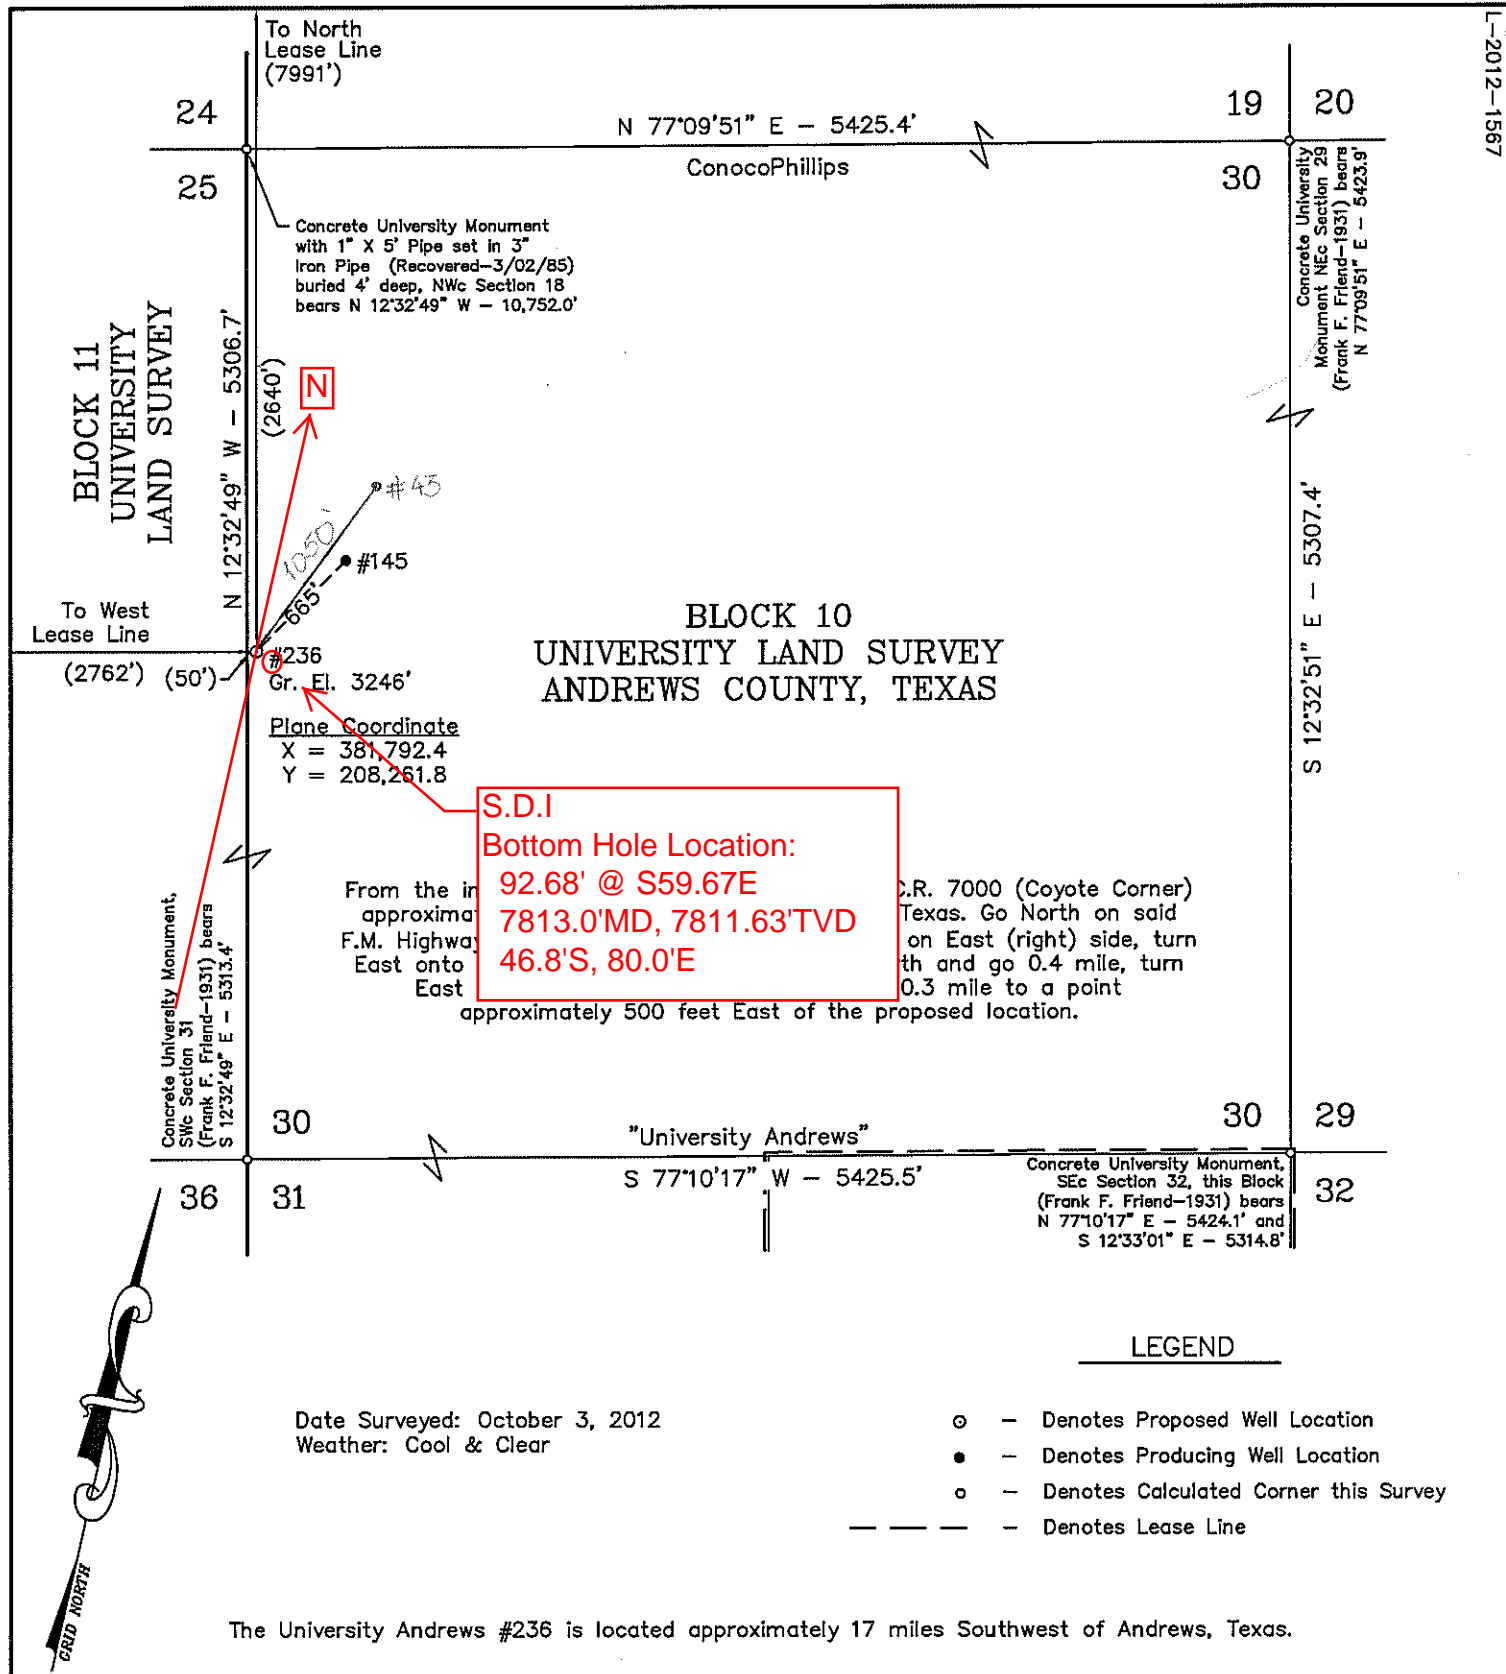 L-2012-1567
To North
Lease Line
(7991')
24
19
20
N 77°09'51" E - 5425.4'
ConocoPhillips
25
30
Concrete University Monument
with 1" X 5' Pipe set in 3"
Iron Pipe (Recovered-3/02/85)
buried 4' deep, NWc Section 18
bears N 12°32'49" W - 10,752.0'
Concrete University
Monument NEc Section 29
(Frank F. Friend-1931) bears
N 77°09'51" E - 5423.9'
BLOCK 11
UNIVERSITY
LAND SURVEY
N 12°32'49" W - 5306.7'
(2640')
N
#43
1050'
#145
665'
S 12°32'51" E - 5307.4'
To West
Lease Line
(2762')
(50')
#236
Gr. El. 3246'
Plane Coordinate
X = 381,792.4
Y = 208,261.8
BLOCK 10
UNIVERSITY LAND SURVEY
ANDREWS COUNTY, TEXAS
S.D.I
Bottom Hole Location:
92.68' @ S59.67E
7813.0'MD, 7811.63'TVD
46.8'S, 80.0'E
From the in C.R. 7000 (Coyote Corner)
approximat Texas. Go North on said
F.M. Highway on East (right) side, turn
East onto th and go 0.4 mile, turn
East 0.3 mile to a point
approximately 500 feet East of the proposed location.
Concrete University Monument,
SWc Section 31
(Frank F. Friend-1931) bears
S 12°32'49" E - 5313.4'
30
30
29
"University Andrews"
S 77°10'17" W - 5425.5'
36
31
32
Concrete University Monument,
SEc Section 32, this Block
(Frank F. Friend-1931) bears
N 77°10'17" E - 5424.1' and
S 12°33'01" E - 5314.8'
GRID NORTH
LEGEND
Date Surveyed: October 3, 2012
Weather: Cool & Clear
- Denotes Proposed Well Location
- Denotes Producing Well Location
- Denotes Calculated Corner this Survey
- Denotes Lease Line
The University Andrews #236 is located approximately 17 miles Southwest of Andrews, Texas.